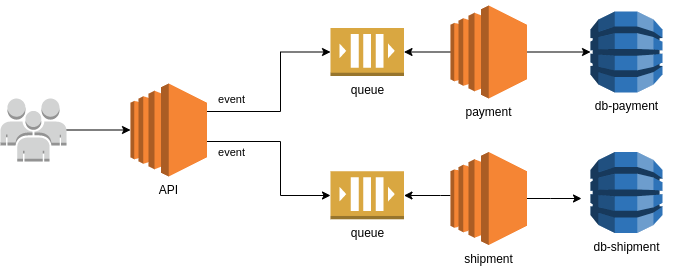 event
queue
payment
db-payment
API
event
queue
shipment
db-shipment